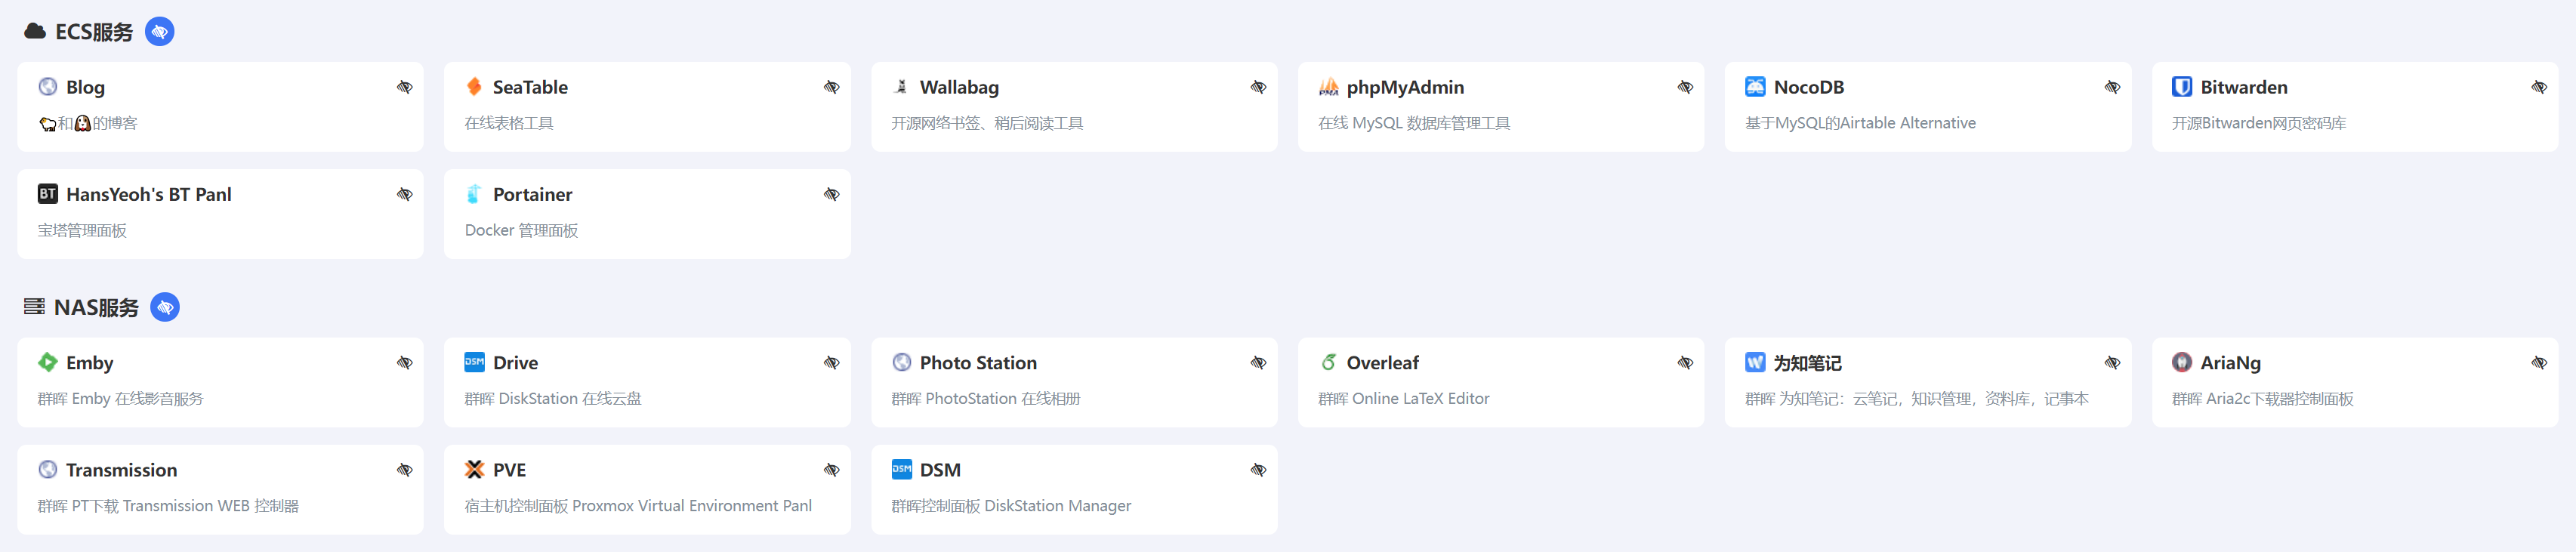 ECS服务
Blog
🐑和🐶的博客
SeaTable
在线表格工具
Wallabag
开源网络书签、稍后阅读工具
phpMyAdmin
在线 MySQL 数据库管理工具
NocoDB
基于MySQL的Airtable Alternative
Bitwarden
开源Bitwarden网页密码库
BT HansYeoh's BT Panl
宝塔管理面板
Portainer
Docker 管理面板
NAS服务
Emby
群晖 Emby 在线影音服务
DSM Drive
群晖 DiskStation 在线云盘
Photo Station
群晖 PhotoStation 在线相册
Overleaf
群晖 Online LaTeX Editor
为知笔记
群晖 为知笔记：云笔记，知识管理，资料库，记事本
AriaNg
群晖 Aria2c下载器控制面板
Transmission
群晖 PT下载 Transmission WEB 控制器
PVE
宿主机控制面板 Proxmox Virtual Environment Panl
DSM DSM
群晖控制面板 DiskStation Manager